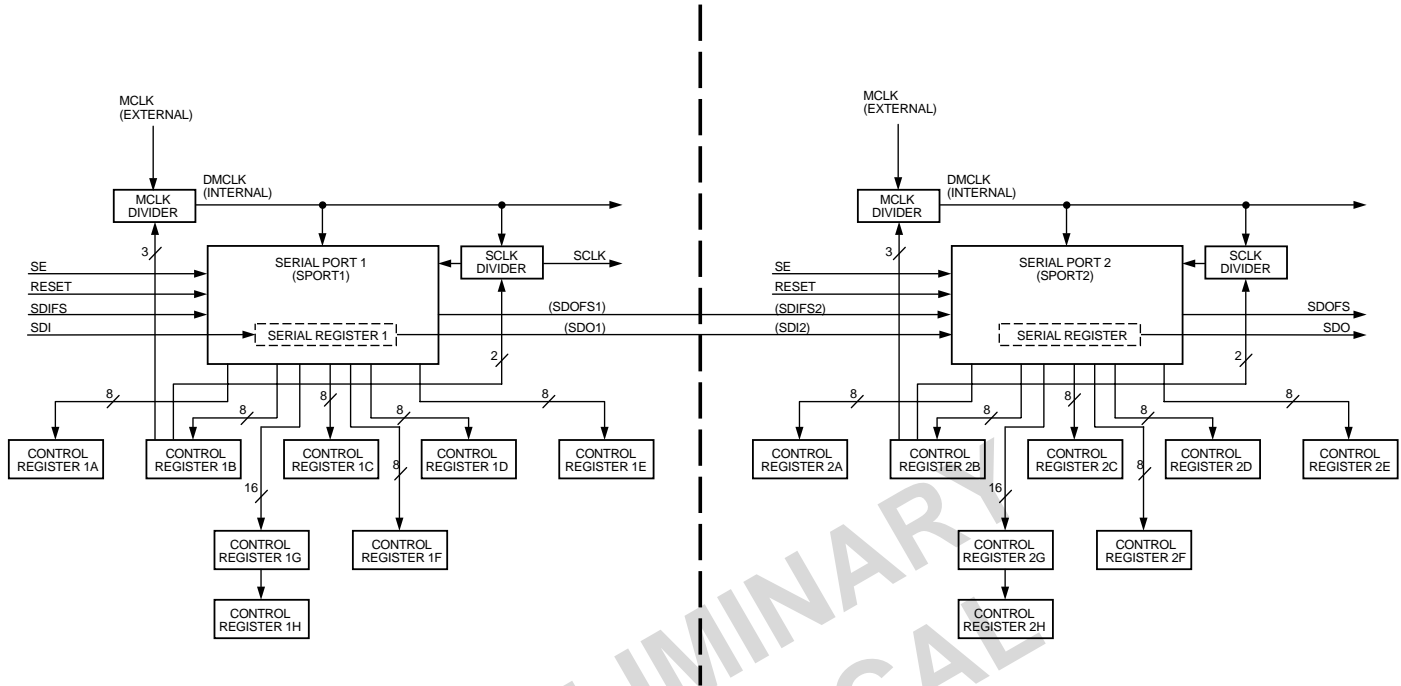 MCLK
(EXTERNAL)
DMCLK
(INTERNAL)
MCLK
DIVIDER
3
SERIAL PORT 1
(SPORT1)
SCLK
DIVIDER
SCLK
SE
RESET
SDIFS
SDI
SERIAL REGISTER 1
(SDOFS1)
(SDO1)
2
8
8
8
8
8
CONTROL
REGISTER 1A
CONTROL
REGISTER 1B
CONTROL
REGISTER 1C
CONTROL
REGISTER 1D
CONTROL
REGISTER 1E
16
8
CONTROL
REGISTER 1G
CONTROL
REGISTER 1F
CONTROL
REGISTER 1H
MCLK
(EXTERNAL)
DMCLK
(INTERNAL)
MCLK
DIVIDER
3
SERIAL PORT 2
(SPORT2)
SCLK
DIVIDER
SE
RESET
(SDIFS2)
(SDI2)
SERIAL REGISTER
SDOFS
SDO
2
8
8
8
8
8
CONTROL
REGISTER 2A
CONTROL
REGISTER 2B
CONTROL
REGISTER 2C
CONTROL
REGISTER 2D
CONTROL
REGISTER 2E
16
8
CONTROL
REGISTER 2G
CONTROL
REGISTER 2F
CONTROL
REGISTER 2H